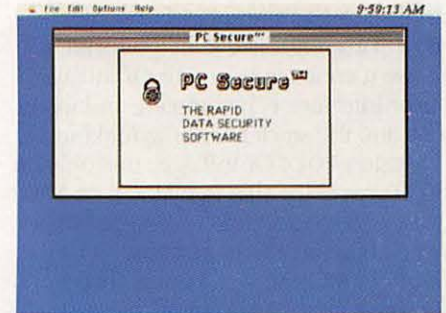 File Edit Options Help 9:59:13 AM
PC Secure™
PC Secure™
THE RAPID
DATA SECURITY
SOFTWARE